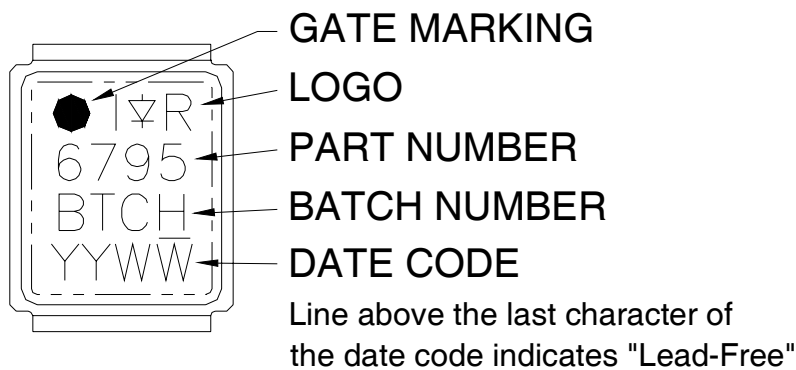 GATE MARKING
I R
LOGO
6795
PART NUMBER
BTCH
BATCH NUMBER
YYWW
DATE CODE
Line above the last character of
the date code indicates "Lead-Free"